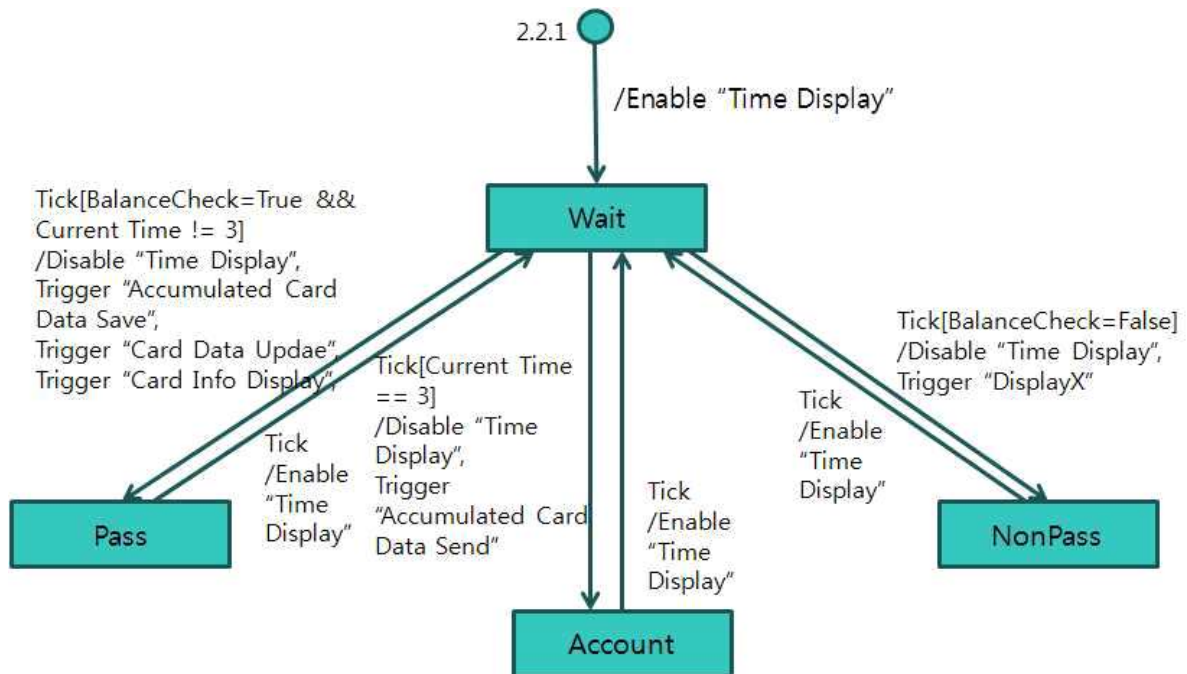 2.2.1
/Enable “Time Display”
Wait
Tick[BalanceCheck=True &&
Current Time != 3]
/Disable “Time Display”,
Trigger “Accumulated Card
Data Save”,
Trigger “Card Data Updae”,
Trigger “Card Info Display”,
Tick
/Enable
“Time
Display”
Tick[Current Time
== 3]
/Disable “Time
Display”,
Trigger
“Accumulated Card
Data Send”
Tick
/Enable
“Time
Display”
Tick
/Enable
“Time
Display”
Tick[BalanceCheck=False]
/Disable “Time Display”,
Trigger “DisplayX”
Pass
NonPass
Account